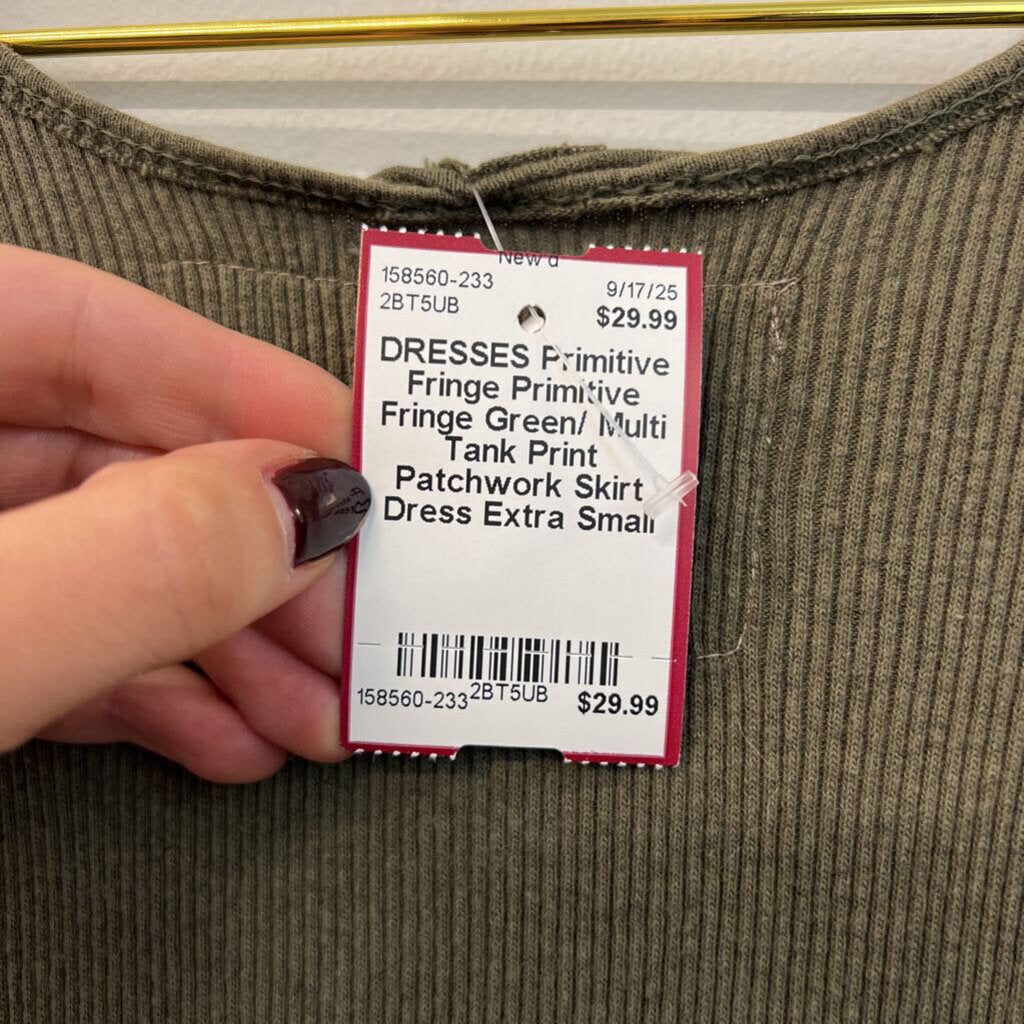 New d
158560-233
9/17/25
2BT5UB
$29.99
DRESSES Primitive
Fringe Primitive
Fringe Green/ Multi
Tank Print
Patchwork Skirt
Dress Extra Small
158560-233 2BT5UB $29.99